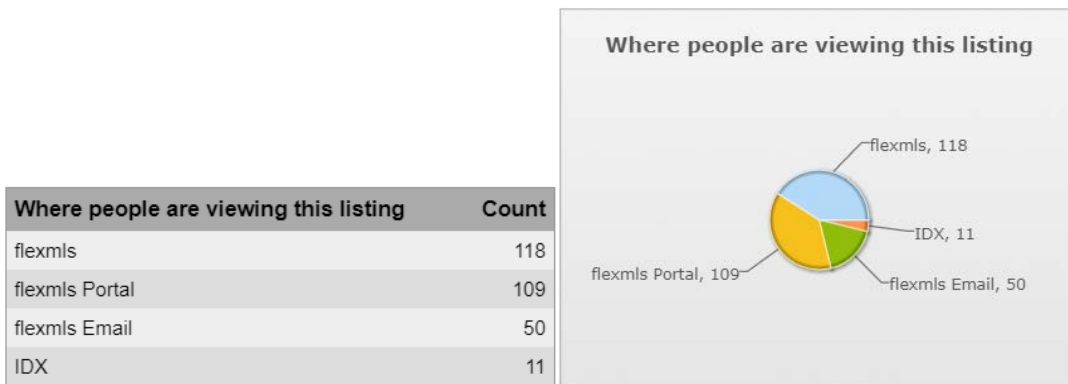 Where people are viewing this listing Count
flexmls 118
flexmls Portal 109
flexmls Email 50
IDX 11
Where people are viewing this listing
flexmls, 118
IDX, 11
flexmls Portal, 109
flexmls Email, 50